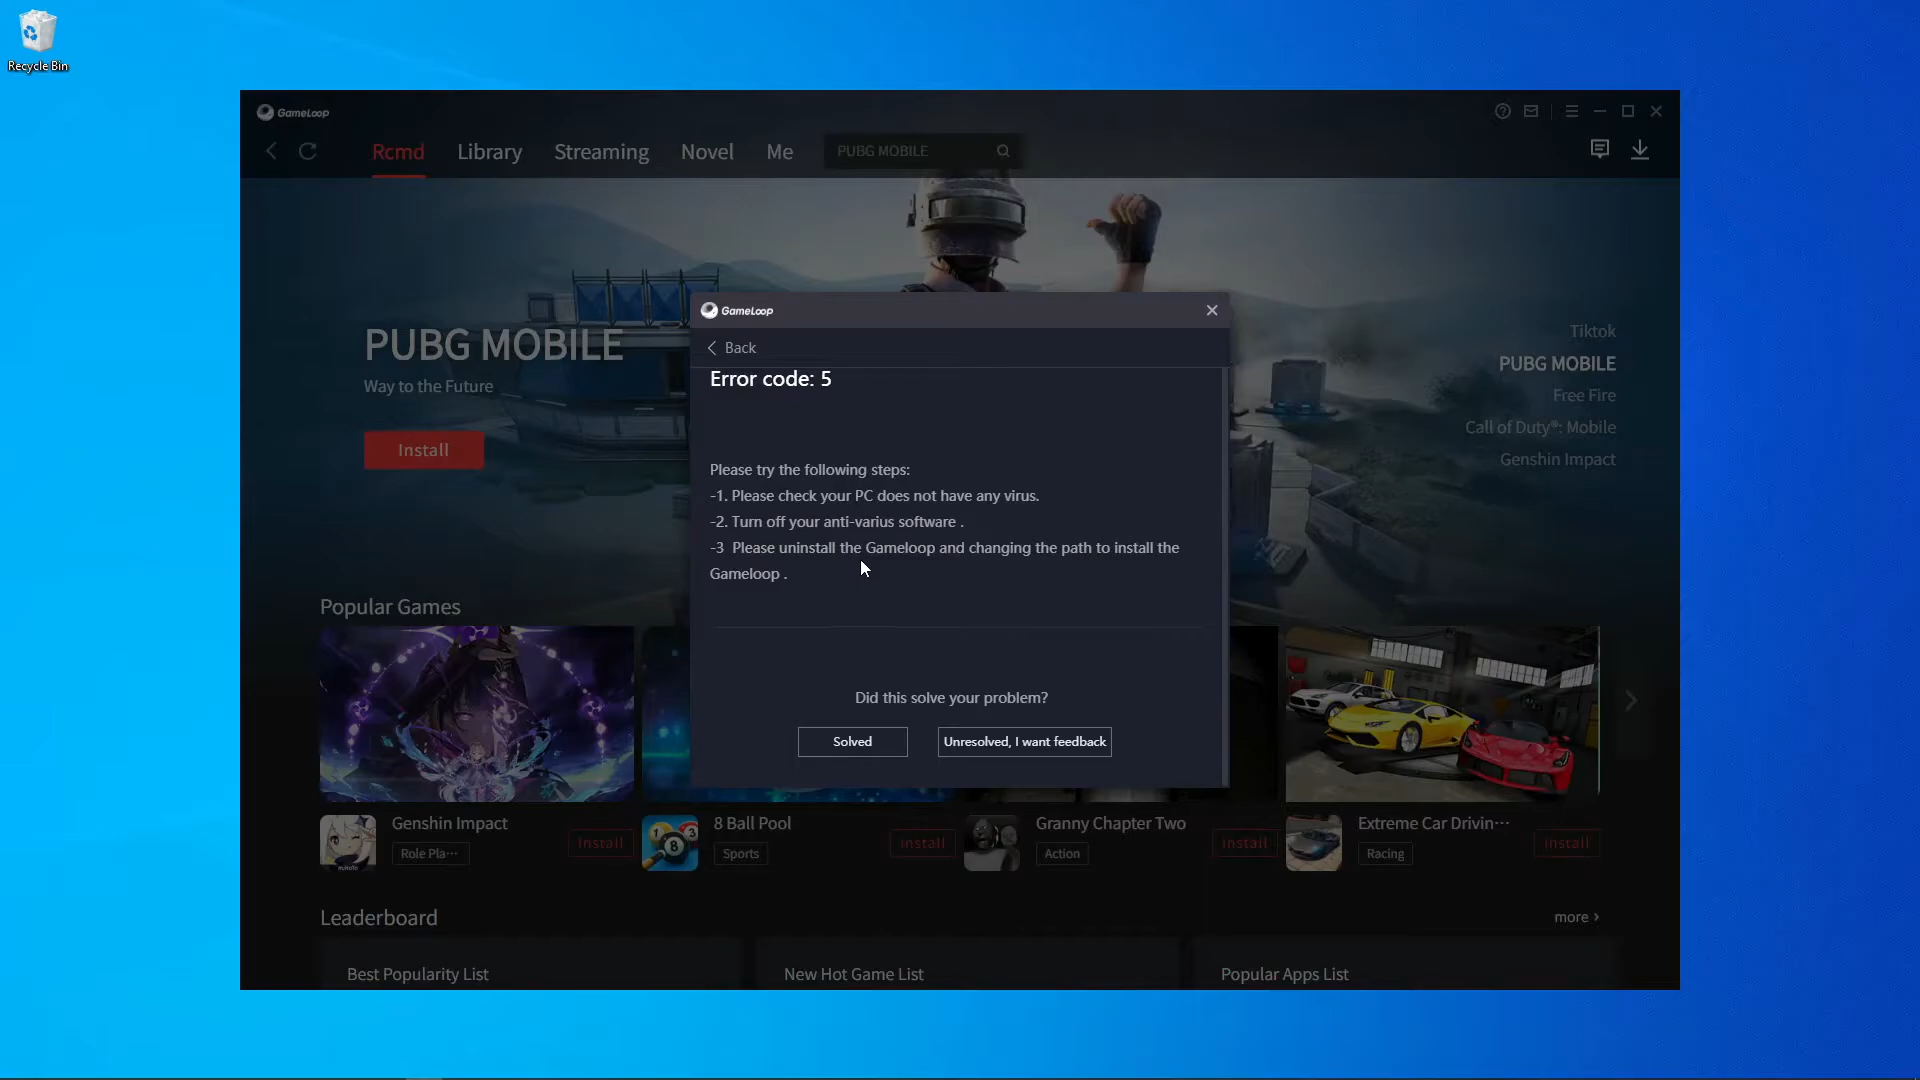 Recycle Bin
GameLoop
Rcmd Library Streaming Novel Me PUBG MOBILE
PUBG MOBILE
Way to the Future
Install
Tiktok
PUBG MOBILE
Free Fire
Call of Duty®: Mobile
Genshin Impact
GameLoop
Back
Error code: 5
Please try the following steps:
-1. Please check your PC does not have any virus.
-2. Turn off your anti-varius software .
-3 Please uninstall the Gameloop and changing the path to install the
Gameloop .
Did this solve your problem?
Solved
Unresolved, I want feedback
Popular Games
Genshin Impact
Role Pla···
Install
8 Ball Pool
Sports
Install
Granny Chapter Two
Action
Install
Extreme Car Drivin···
Racing
Install
Leaderboard
more
Best Popularity List
New Hot Game List
Popular Apps List